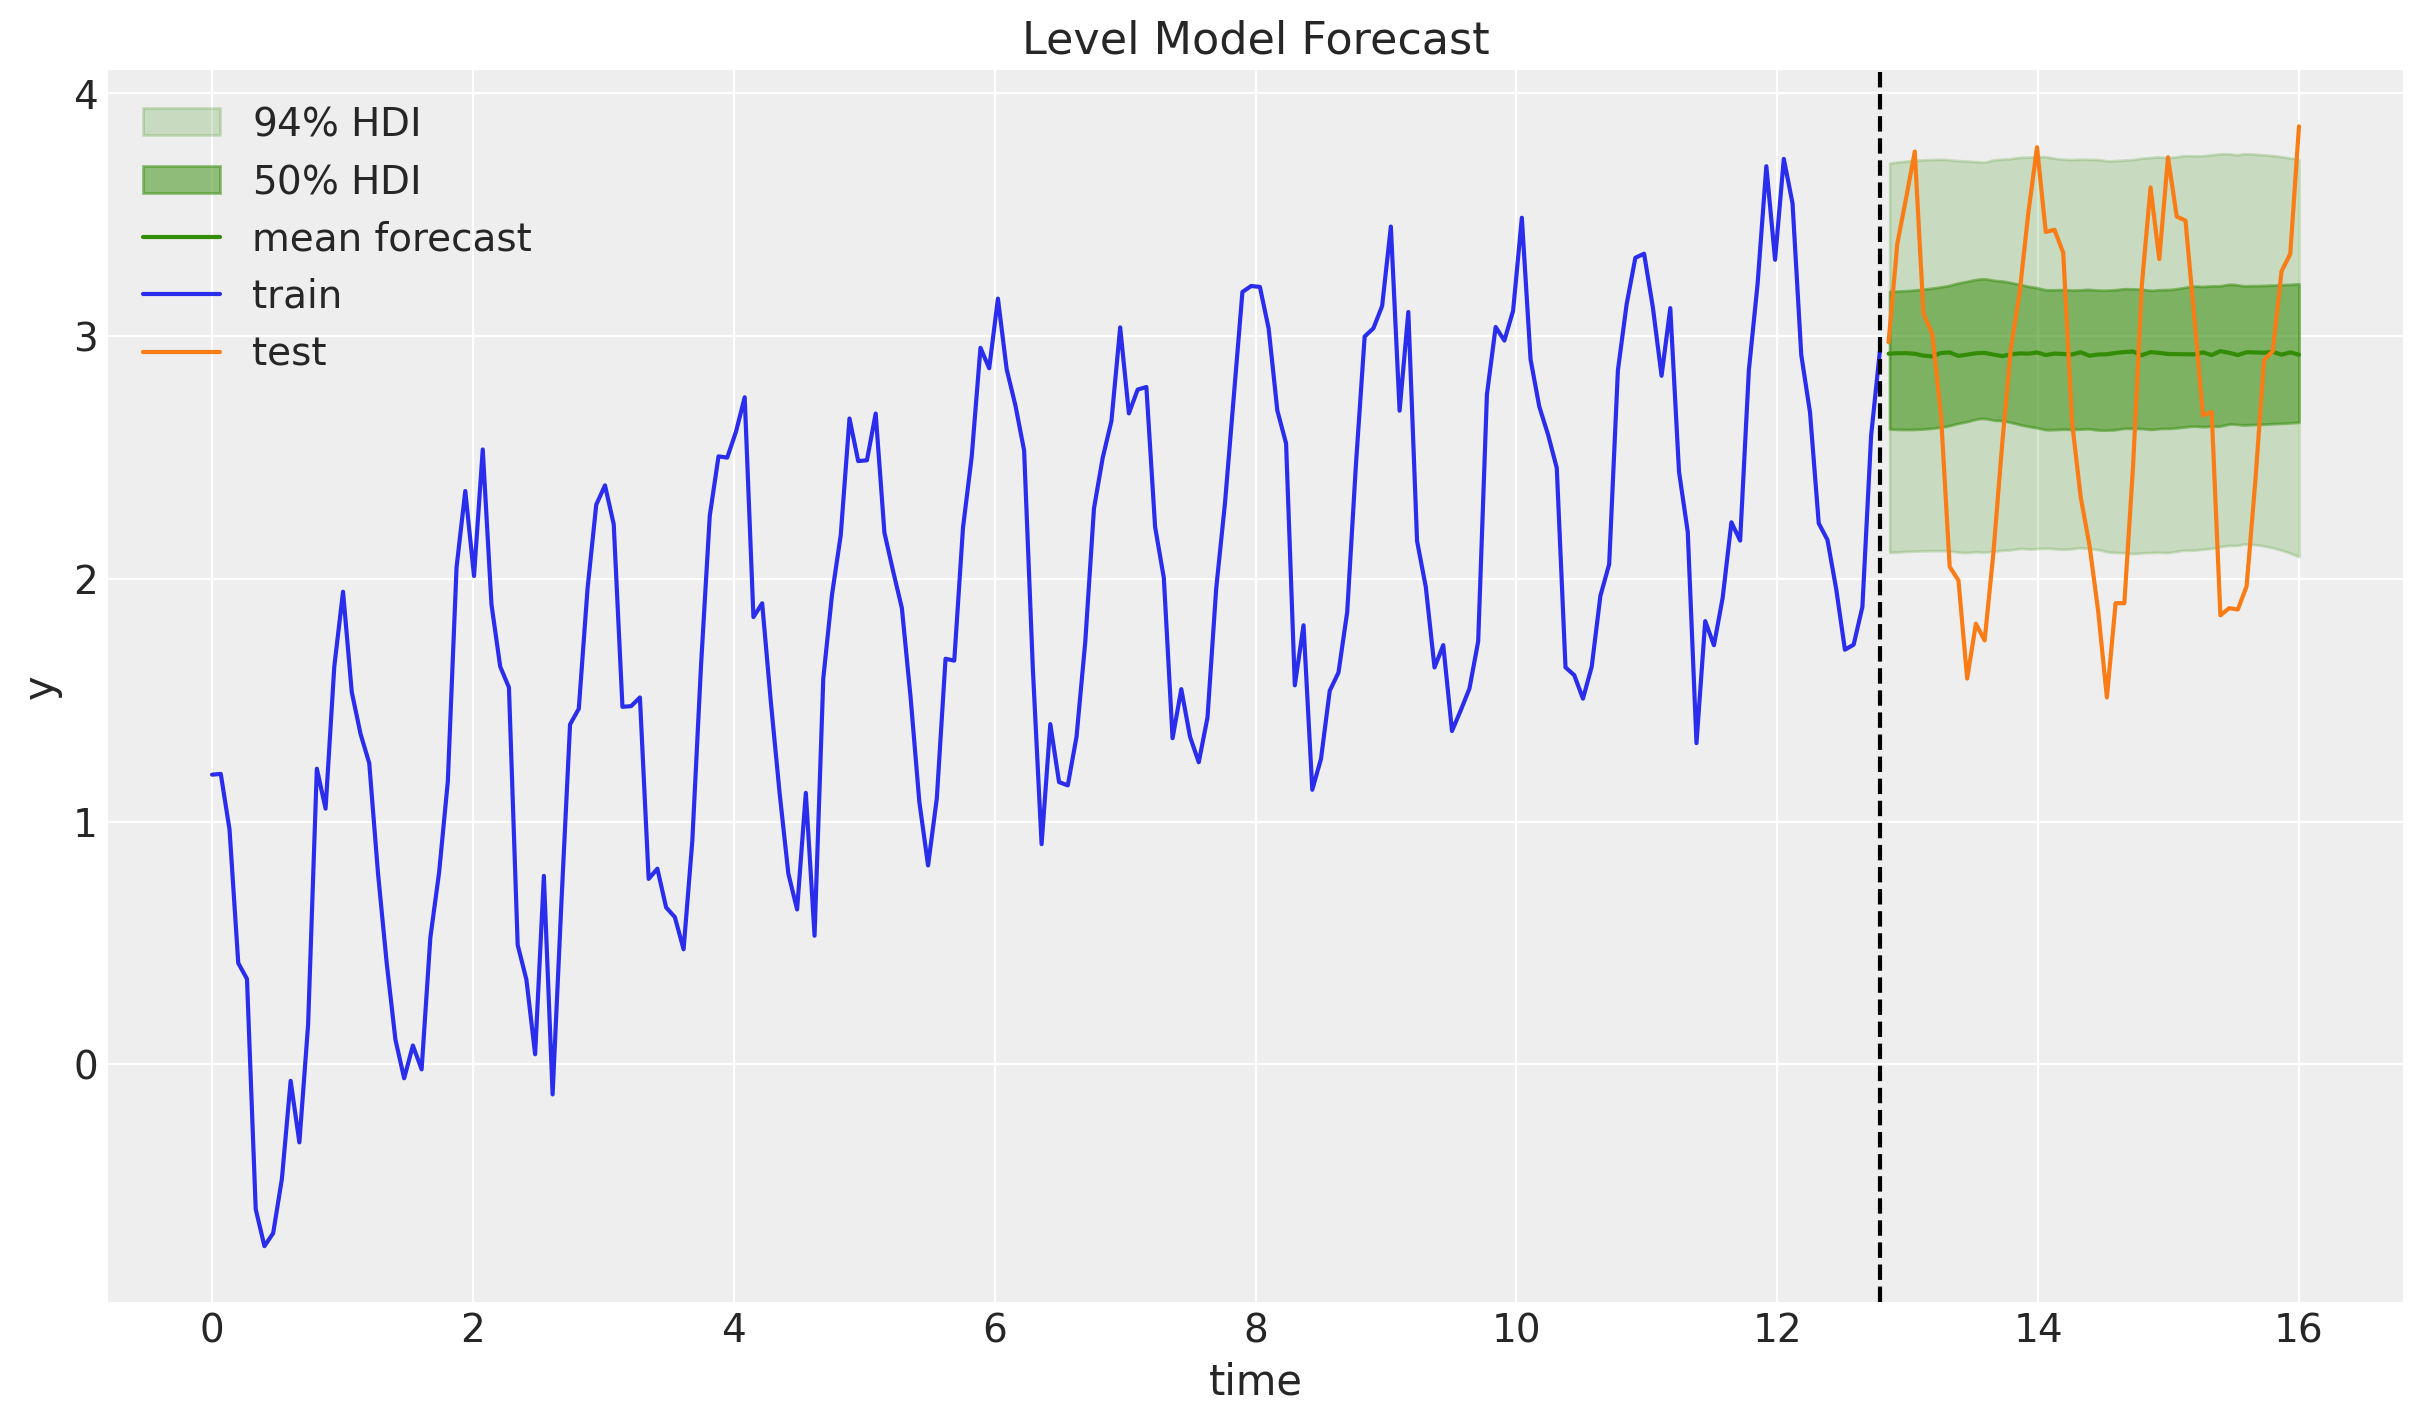 Level Model Forecast
94% HDI
50% HDI
mean forecast
train
test
4
3
2
1
0
y
0 2 4 6 8 10 12 14 16
time